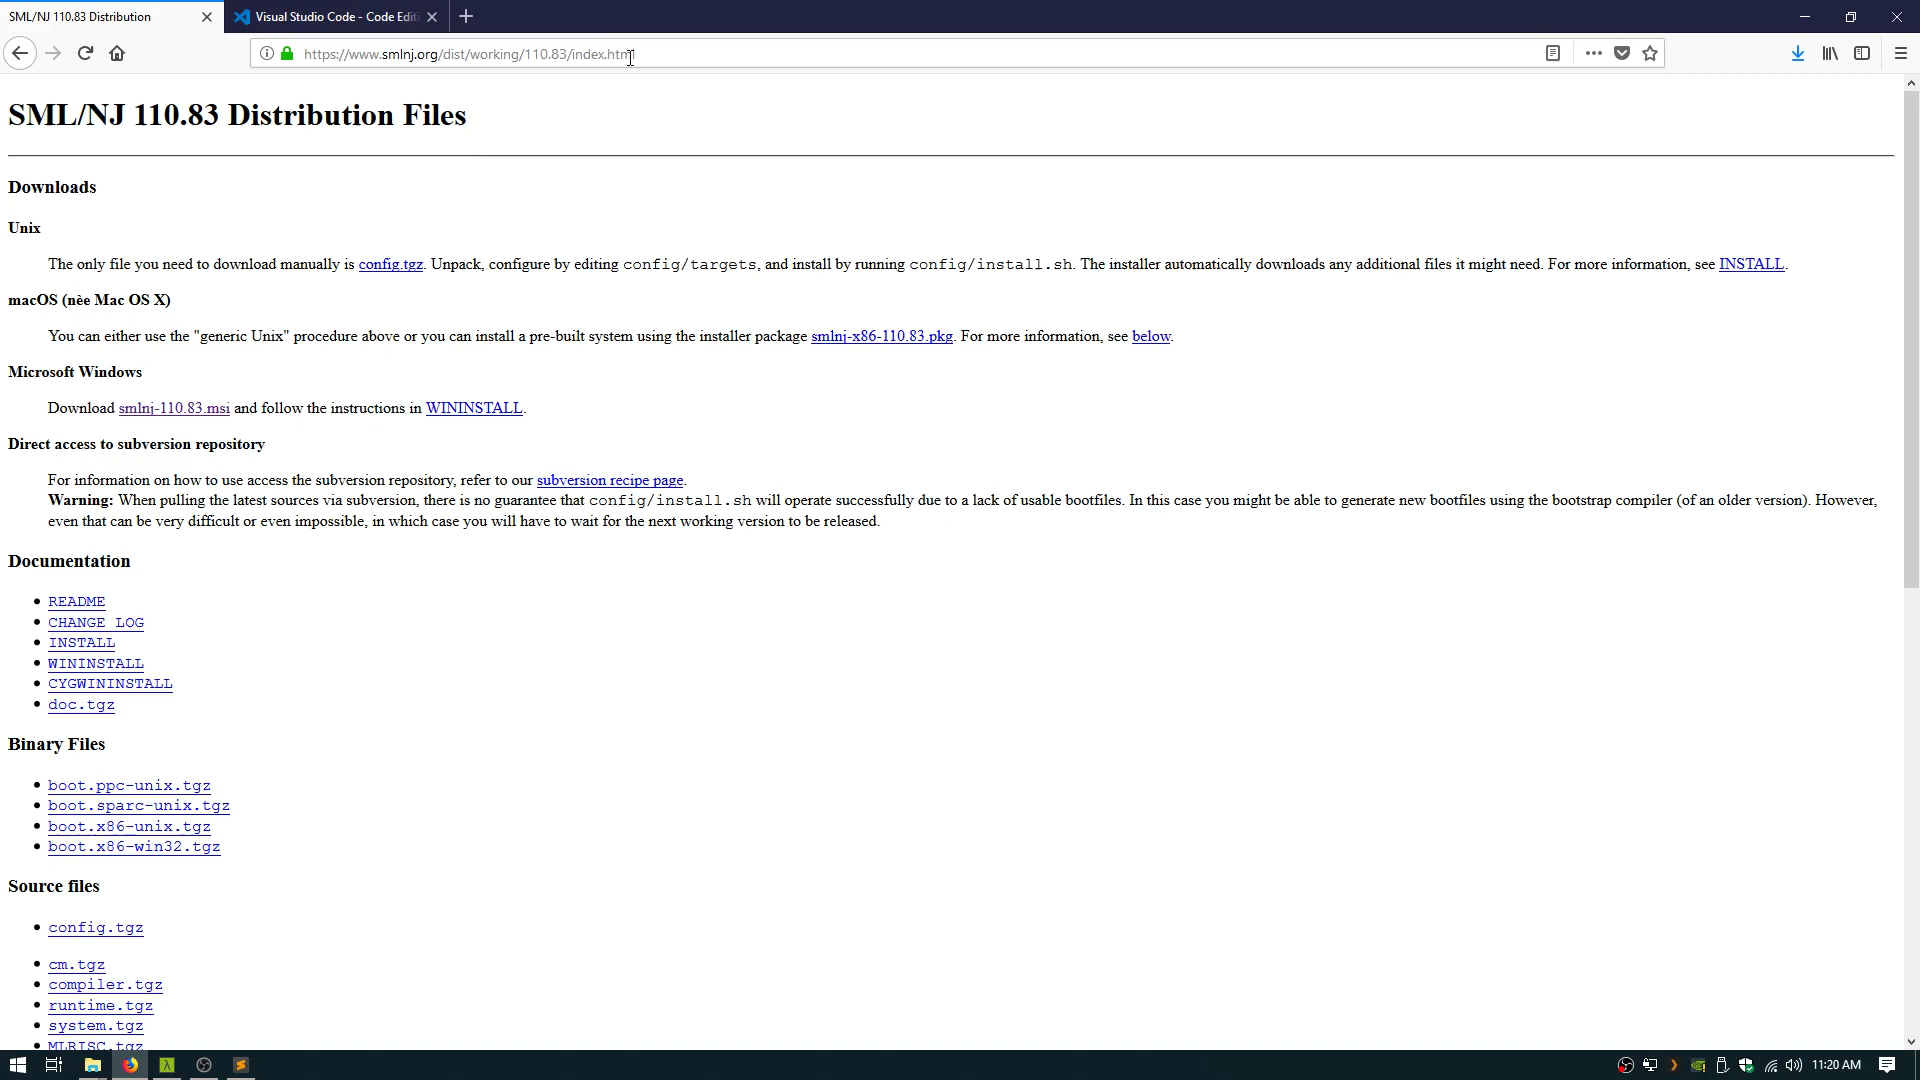 SML/NJ 110.83 Distribution
Visual Studio Code - Code Edit
https://www.smlnj.org/dist/working/110.83/index.html
SML/NJ 110.83 Distribution Files
Downloads
Unix
The only file you need to download manually is config.tgz. Unpack, configure by editing config/targets, and install by running config/install.sh. The installer automatically downloads any additional files it might need. For more information, see INSTALL.
macOS (nèe Mac OS X)
You can either use the "generic Unix" procedure above or you can install a pre-built system using the installer package smlnj-x86-110.83.pkg. For more information, see below.
Microsoft Windows
Download smlnj-110.83.msi and follow the instructions in WININSTALL.
Direct access to subversion repository
For information on how to use access the subversion repository, refer to our subversion recipe page.
Warning: When pulling the latest sources via subversion, there is no guarantee that config/install.sh will operate successfully due to a lack of usable bootfiles. In this case you might be able to generate new bootfiles using the bootstrap compiler (of an older version). However,
even that can be very difficult or even impossible, in which case you will have to wait for the next working version to be released.
Documentation
README
CHANGE LOG
INSTALL
WININSTALL
CYGWININSTALL
doc.tgz
Binary Files
boot.ppc-unix.tgz
boot.sparc-unix.tgz
boot.x86-unix.tgz
boot.x86-win32.tgz
Source files
config.tgz
cm.tgz
compiler.tgz
runtime.tgz
system.tgz
MLRISC.tgz
11:20 AM